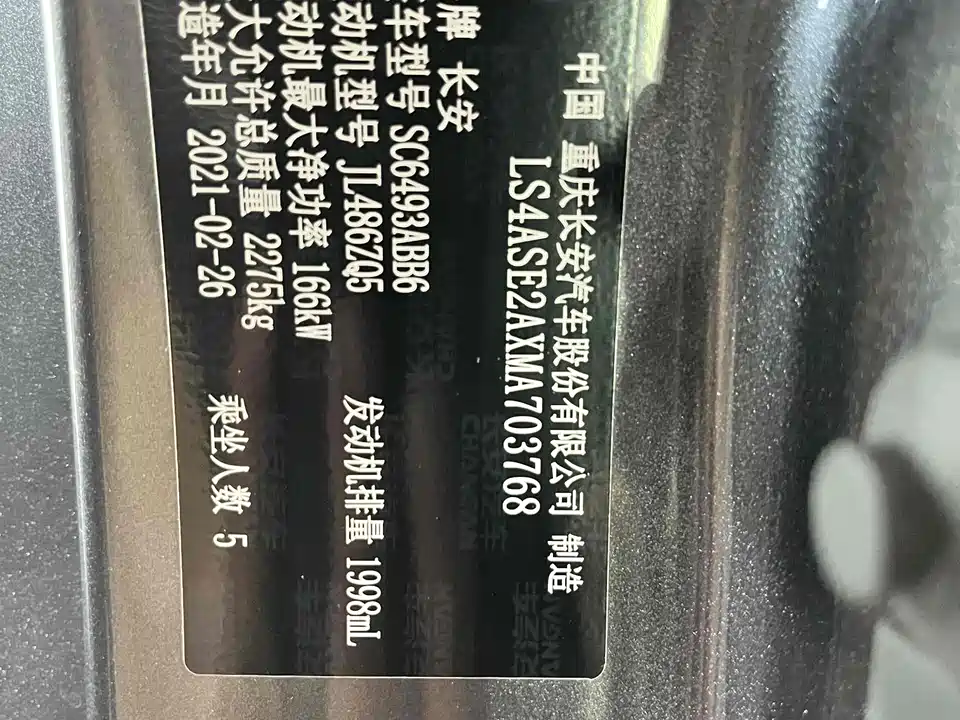 中国 重庆长安汽车股份有限公司 制造
LS4ASE2AXMA703768
牌 长安
车型号 SC6493ABB6
动机型号 JL486ZQ5 发动机排量 1998mL
动机最大净功率 166kW
大允许总质量 2275kg
造年月 2021-02-26 乘坐人数 5